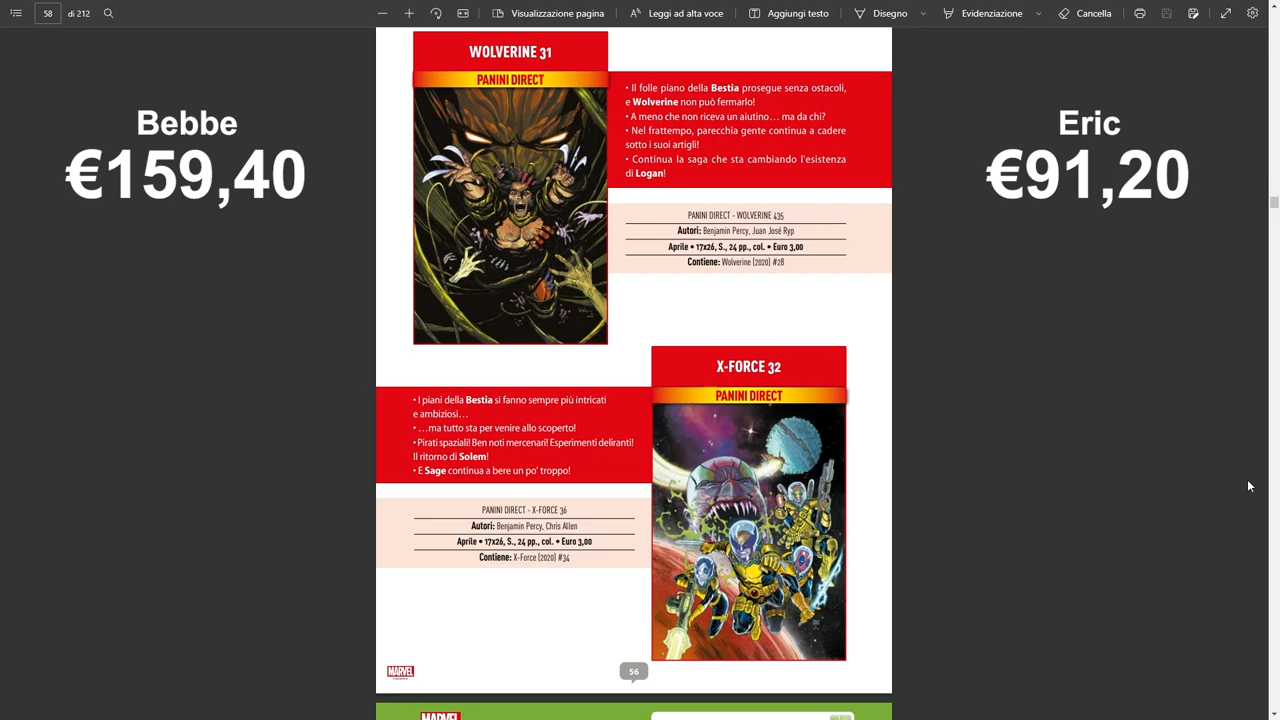 58
di 212
Struttura pagina
Leggi ad alta voce
Aggiungi testo
Disegno
Evidenziazione
Cancella
Bebbe
€159,40
Eric
€91,20
WOLVERINE 31
PANINI DIRECT
• Il folle piano della Bestia prosegue senza ostacoli,
e Wolverine non può fermarlo!
• A meno che non riceva un aiutino… ma da chi?
• Nel frattempo, parecchia gente continua a cadere
sotto i suoi artigli!
• Continua la saga che sta cambiando l'esistenza
di Logan!
PANINI DIRECT - WOLVERINE 435
Autori: Benjamin Percy, Juan José Ryp
Aprile • 17x26, S., 24 pp., col. • Euro 3,00
Contiene: Wolverine (2020) #28
X-FORCE 32
PANINI DIRECT
• I piani della Bestia si fanno sempre più intricati
e ambiziosi…
• …ma tutto sta per venire allo scoperto!
• Pirati spaziali! Ben noti mercenari! Esperimenti deliranti!
Il ritorno di Solem!
• E Sage continua a bere un po' troppo!
PANINI DIRECT - X-FORCE 36
Autori: Benjamin Percy, Chris Allen
Aprile • 17x26, S., 24 pp., col. • Euro 3,00
Contiene: X-Force (2020) #34
MARVEL
56
MARVEL